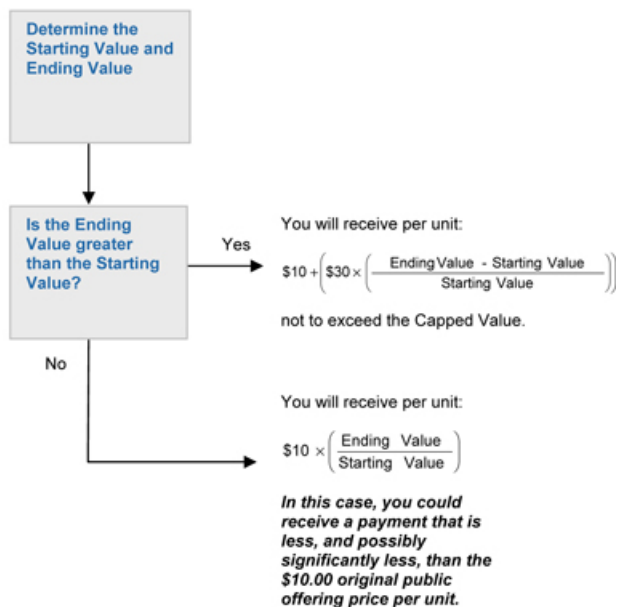 Determine the
Starting Value and
Ending Value
Is the Ending
Value greater
than the Starting
Value?
Yes
You will receive per unit:
$10 + ( $30 × ( Ending Value - Starting Value
Starting Value ) )
not to exceed the Capped Value.
No
You will receive per unit:
$10 × ( Ending Value
Starting Value )
In this case, you could
receive a payment that is
less, and possibly
significantly less, than the
$10.00 original public
offering price per unit.